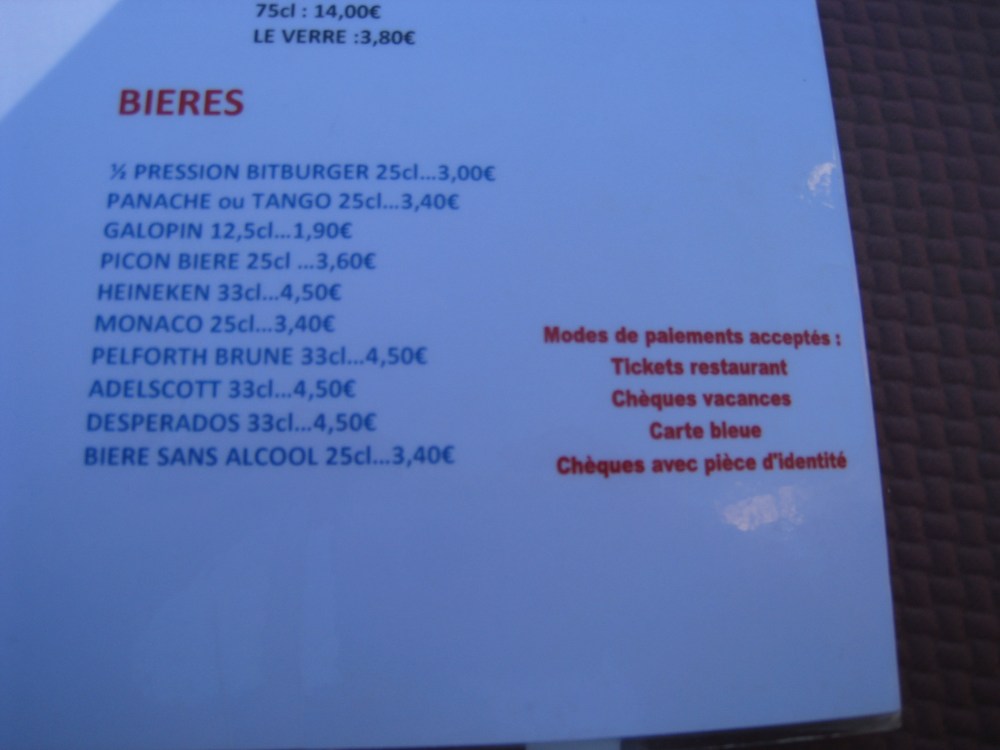 75cl : 14,00€
LE VERRE :3,80€
BIERES
½ PRESSION BITBURGER 25cl...3,00€
PANACHE ou TANGO 25cl...3,40€
GALOPIN 12,5cl...1,90€
PICON BIERE 25cl ...3,60€
HEINEKEN 33cl...4,50€
MONACO 25cl...3,40€
PELFORTH BRUNE 33cl...4,50€
ADELSCOTT 33cl...4,50€
DESPERADOS 33cl...4,50€
BIERE SANS ALCOOL 25cl...3,40€
Modes de paiements acceptés :
Tickets restaurant
Chèques vacances
Carte bleue
Chèques avec pièce d'identité